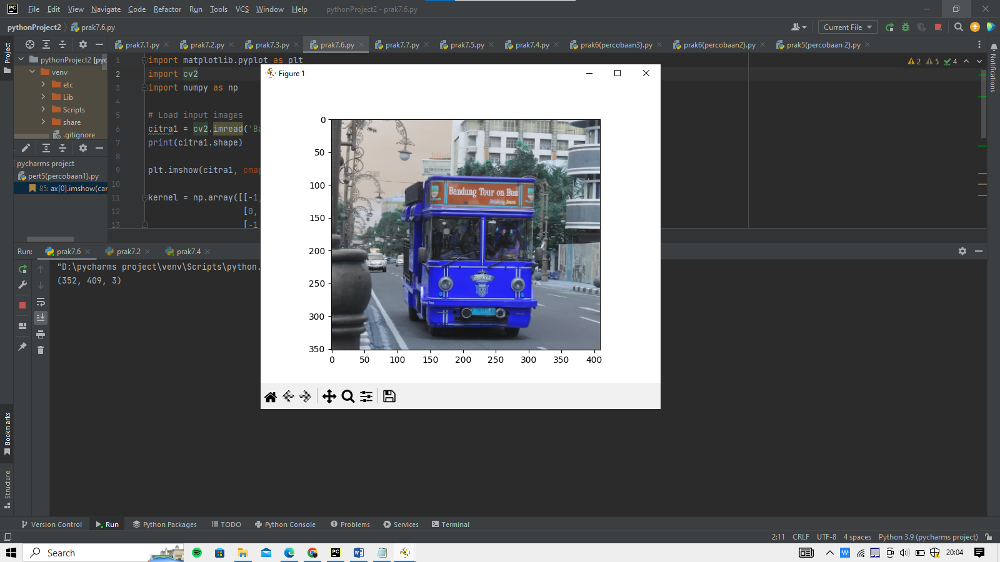 PC File Edit View Navigate Code Refactor Run Tools VCS Window Help pythonProject2 - prak7.6.py
pythonProject2 prak7.6.py Current File
Project
prak7.1.py prak7.2.py prak7.3.py prak7.6.py prak7.7.py prak7.5.py prak7.4.py prak6(percobaan3).py prak6(percobaan2).py prak5(percobaan 2).py
Notifications
pythonProject2 [pyc
venv
etc
Lib
Scripts
share
.gitignore
pycharms project
pert5(percobaan1).py
85: ax[0].imshow(car
1 import matplotlib.pyplot as plt
2 import cv2
3 import numpy as np
4
5 # Load input images
6 citra1 = cv2.imread('Ba
7 print(citra1.shape)
8
9 plt.imshow(citra1, cmap
10
11 kernel = np.array([[-1,
12 [0,
13 [-1
2 5 4
Figure 1
0
50
100
150
200
250
300
350
0 50 100 150 200 250 300 350 400
Bandung Tour on Bus
Bandung Juara
Run: prak7.6 prak7.2 prak7.4
"D:\pycharms project\venv\Scripts\python.
(352, 409, 3)
Bookmarks
Structure
Version Control Run Python Packages TODO Python Console Problems Services Terminal
2:11 CRLF UTF-8 4 spaces Python 3.9 (pycharms project)
Search PC W 20:04